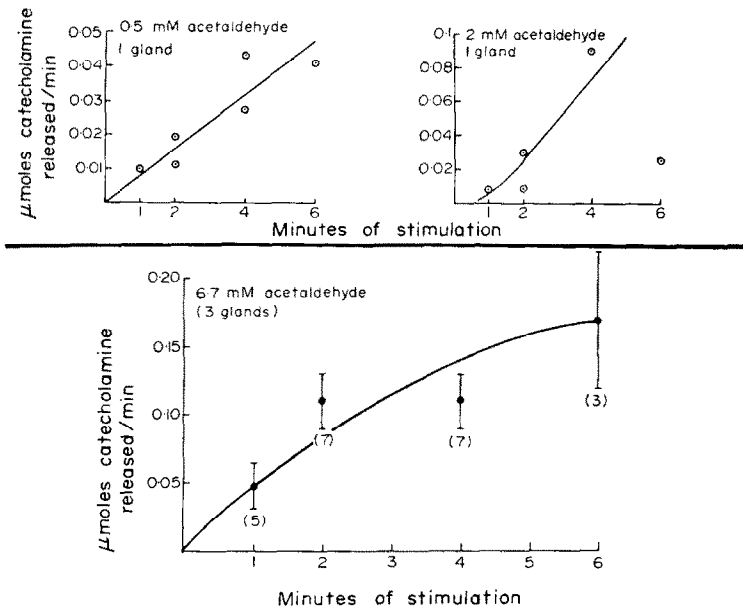 0·5 mM acetaldehyde
1 gland
0·05
0·04
0·03
0·02
0·01
1
2
4
6
μmoles catecholamine
released/min
2 mM acetaldehyde
1 gland
0·1
0·08
0·06
0·04
0·02
1
2
4
6
Minutes of stimulation
6·7 mM acetaldehyde
(3 glands)
0·20
0·15
0·10
0·05
(5)
(7)
(7)
(3)
1
2
3
4
5
6
μmoles catecholamine
released/min
Minutes of stimulation